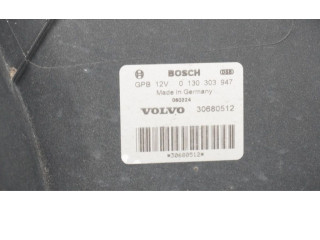 BOSCH
GPB 12V 0 130 303 947
Made in Germany
VOLVO 30680512
*30680512*